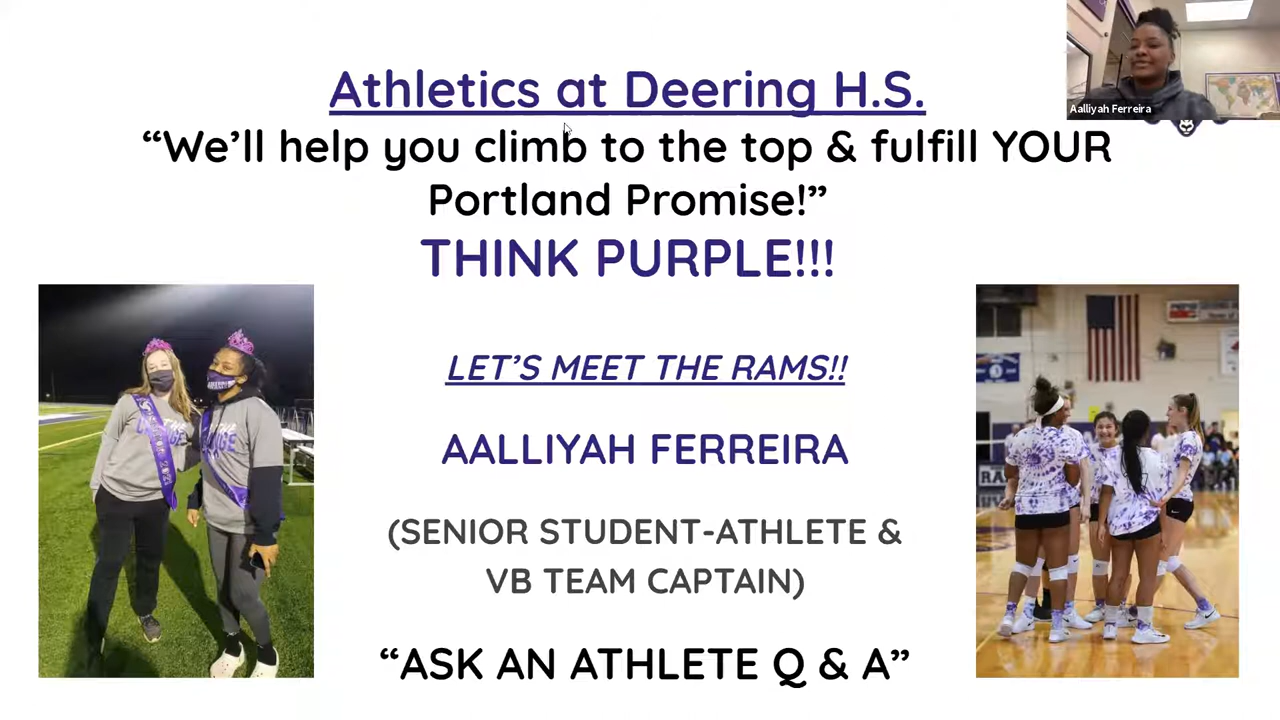 Athletics at Deering H.S.
“We’ll help you climb to the top & fulfill YOUR
Portland Promise!”
THINK PURPLE!!!
Aalliyah Ferreira
LET’S MEET THE RAMS!!
AALLIYAH FERREIRA
(SENIOR STUDENT-ATHLETE &
VB TEAM CAPTAIN)
“ASK AN ATHLETE Q & A”